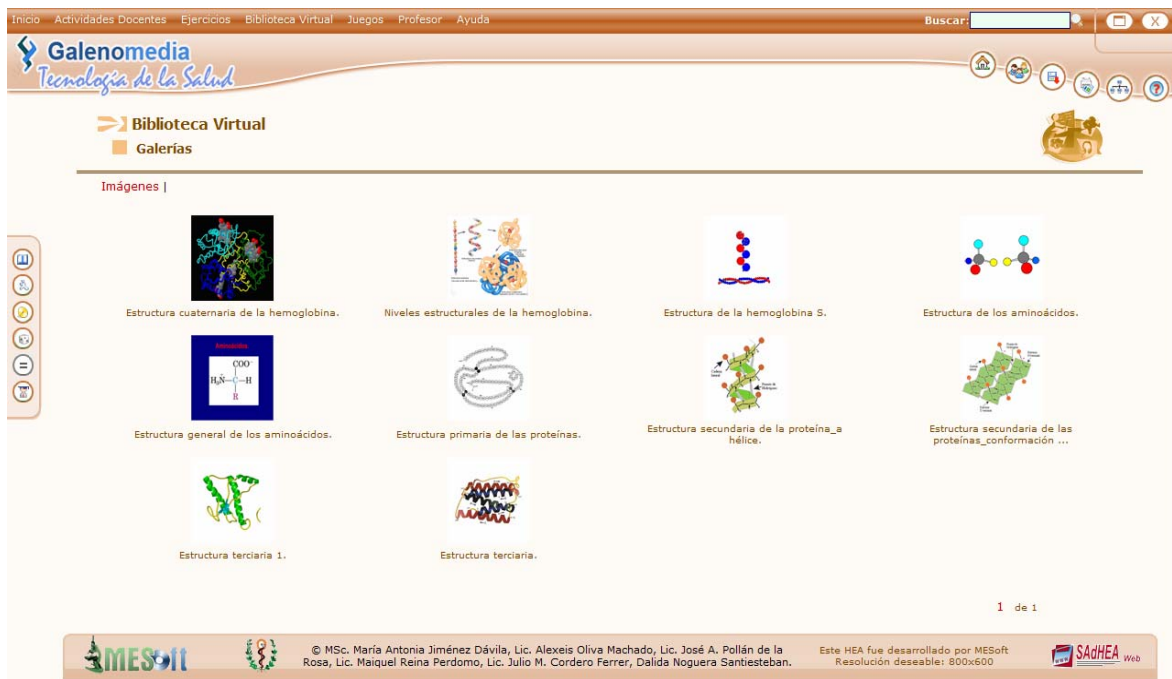 Inicio Actividades Docentes Ejercicios Biblioteca Virtual Juegos Profesor Ayuda Buscar:
Galenomedia
Tecnología de la Salud
Biblioteca Virtual
Galerías
Imágenes |
Estructura cuaternaria de la hemoglobina. Niveles estructurales de la hemoglobina. Estructura de la hemoglobina S. Estructura de los aminoácidos.
Aminoácidos
COO-
H3N+—C—H
R
Estructura general de los aminoácidos. Estructura primaria de las proteínas. Estructura secundaria de la proteína_a hélice. Estructura secundaria de las proteínas_conformación ...
Estructura terciaria 1. Estructura terciaria.
1 de 1
MESoft
© MSc. María Antonia Jiménez Dávila, Lic. Alexeis Oliva Machado, Lic. José A. Pollán de la
Rosa, Lic. Maiquel Reina Perdomo, Lic. Julio M. Cordero Ferrer, Dalida Noguera Santiesteban.
Este HEA fue desarrollado por MESoft
Resolución deseable: 800x600
SAdHEA Web